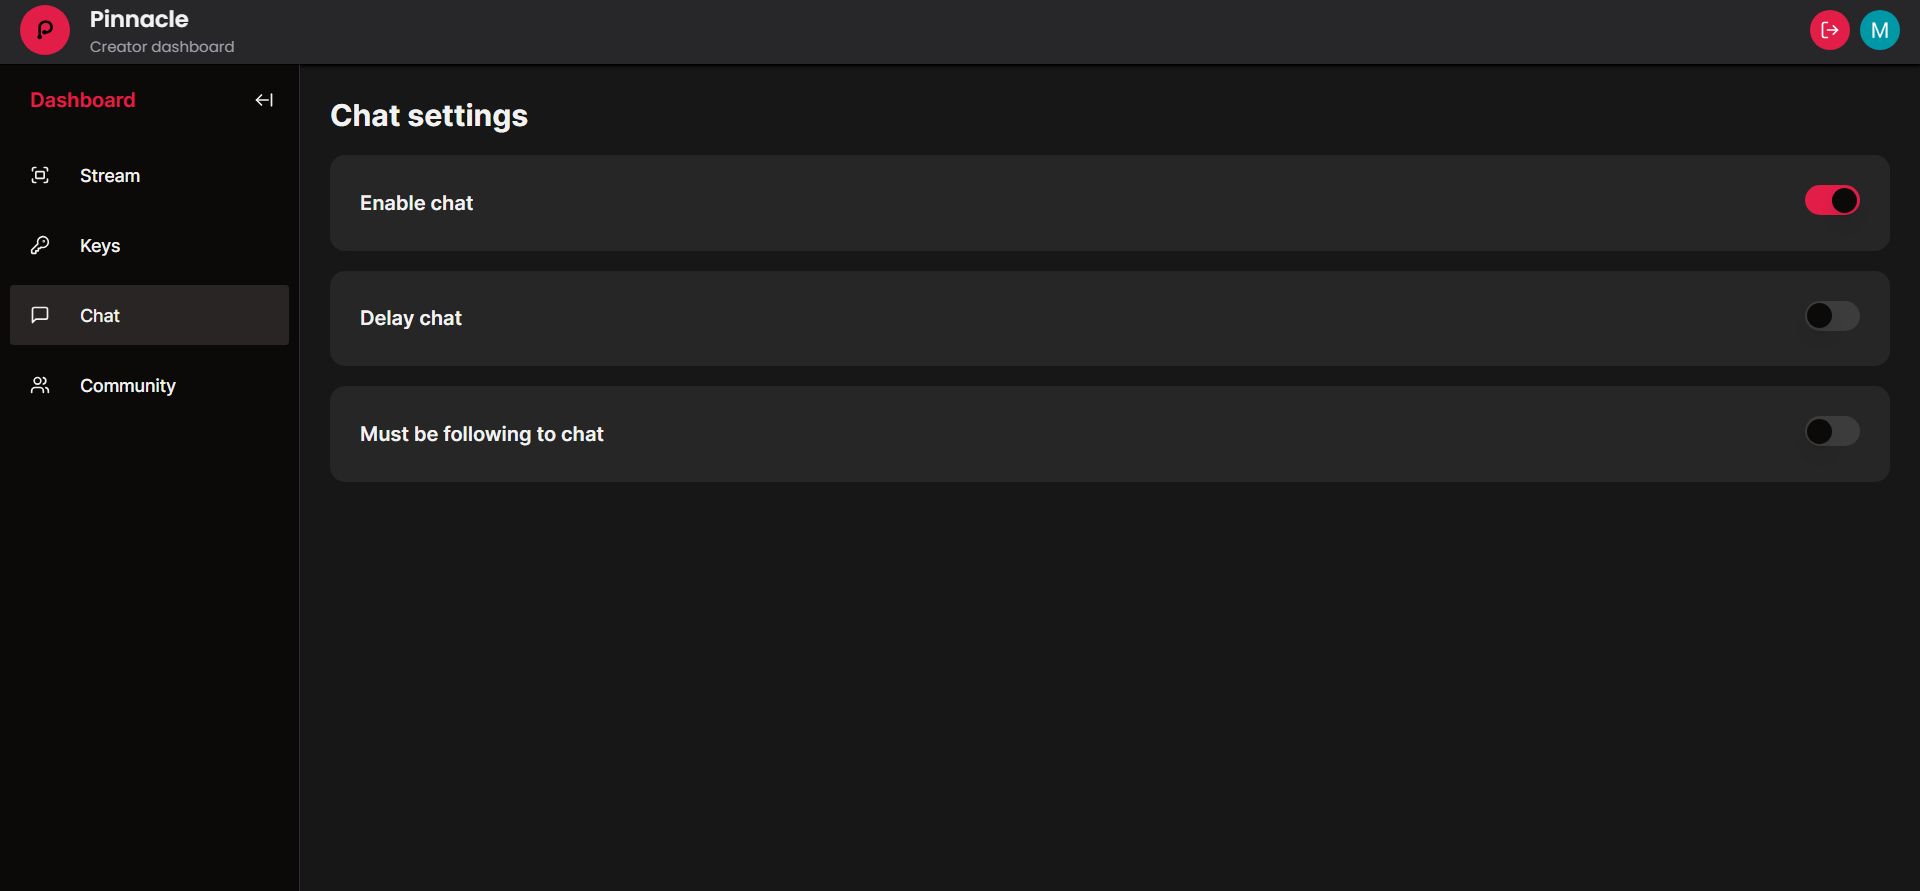 Pinnacle
Creator dashboard
M
Dashboard
Stream
Keys
Chat
Community
Chat settings
Enable chat
Delay chat
Must be following to chat